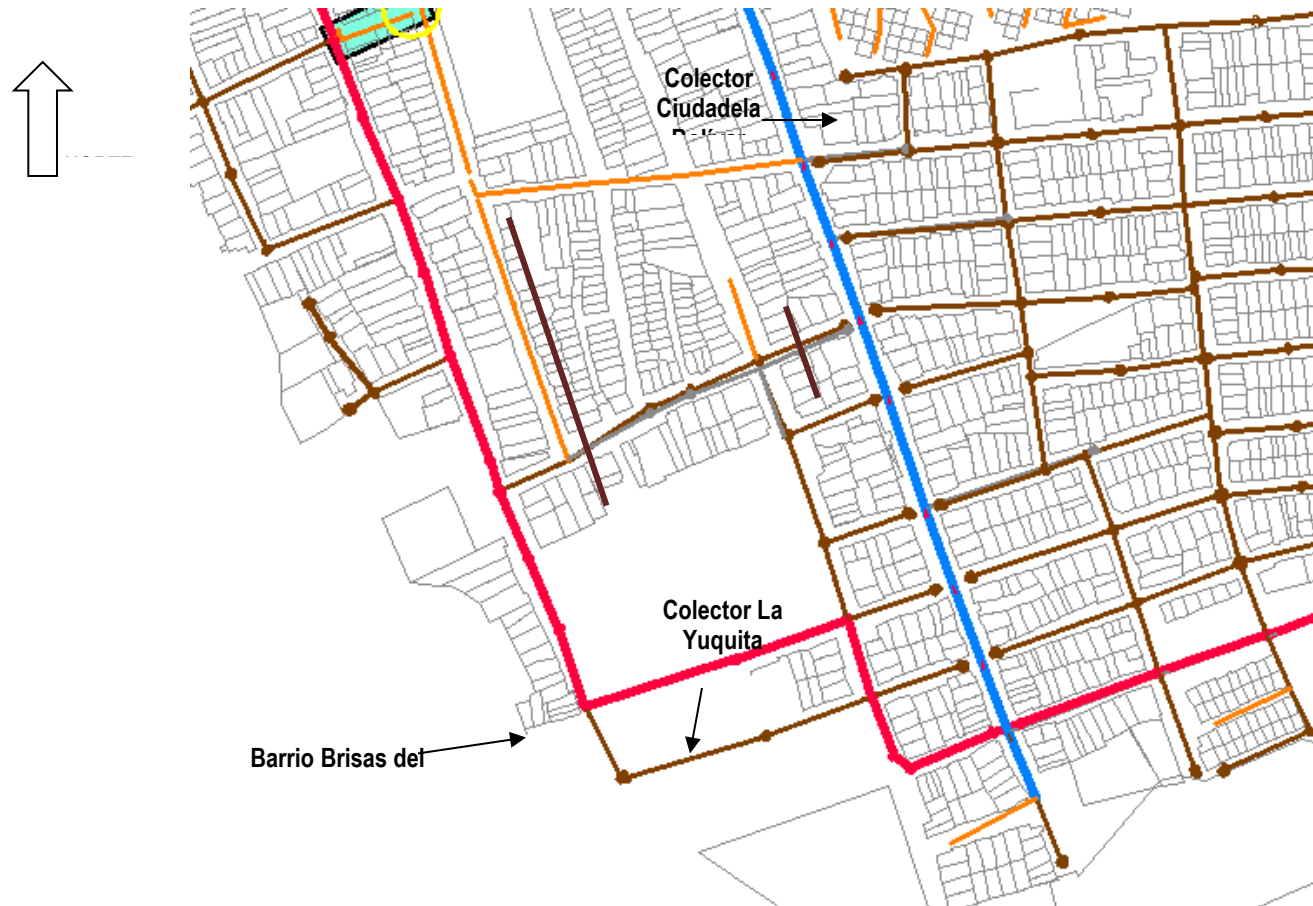 Colector
Ciudadela
Colector La
Yuquita
Barrio Brisas del